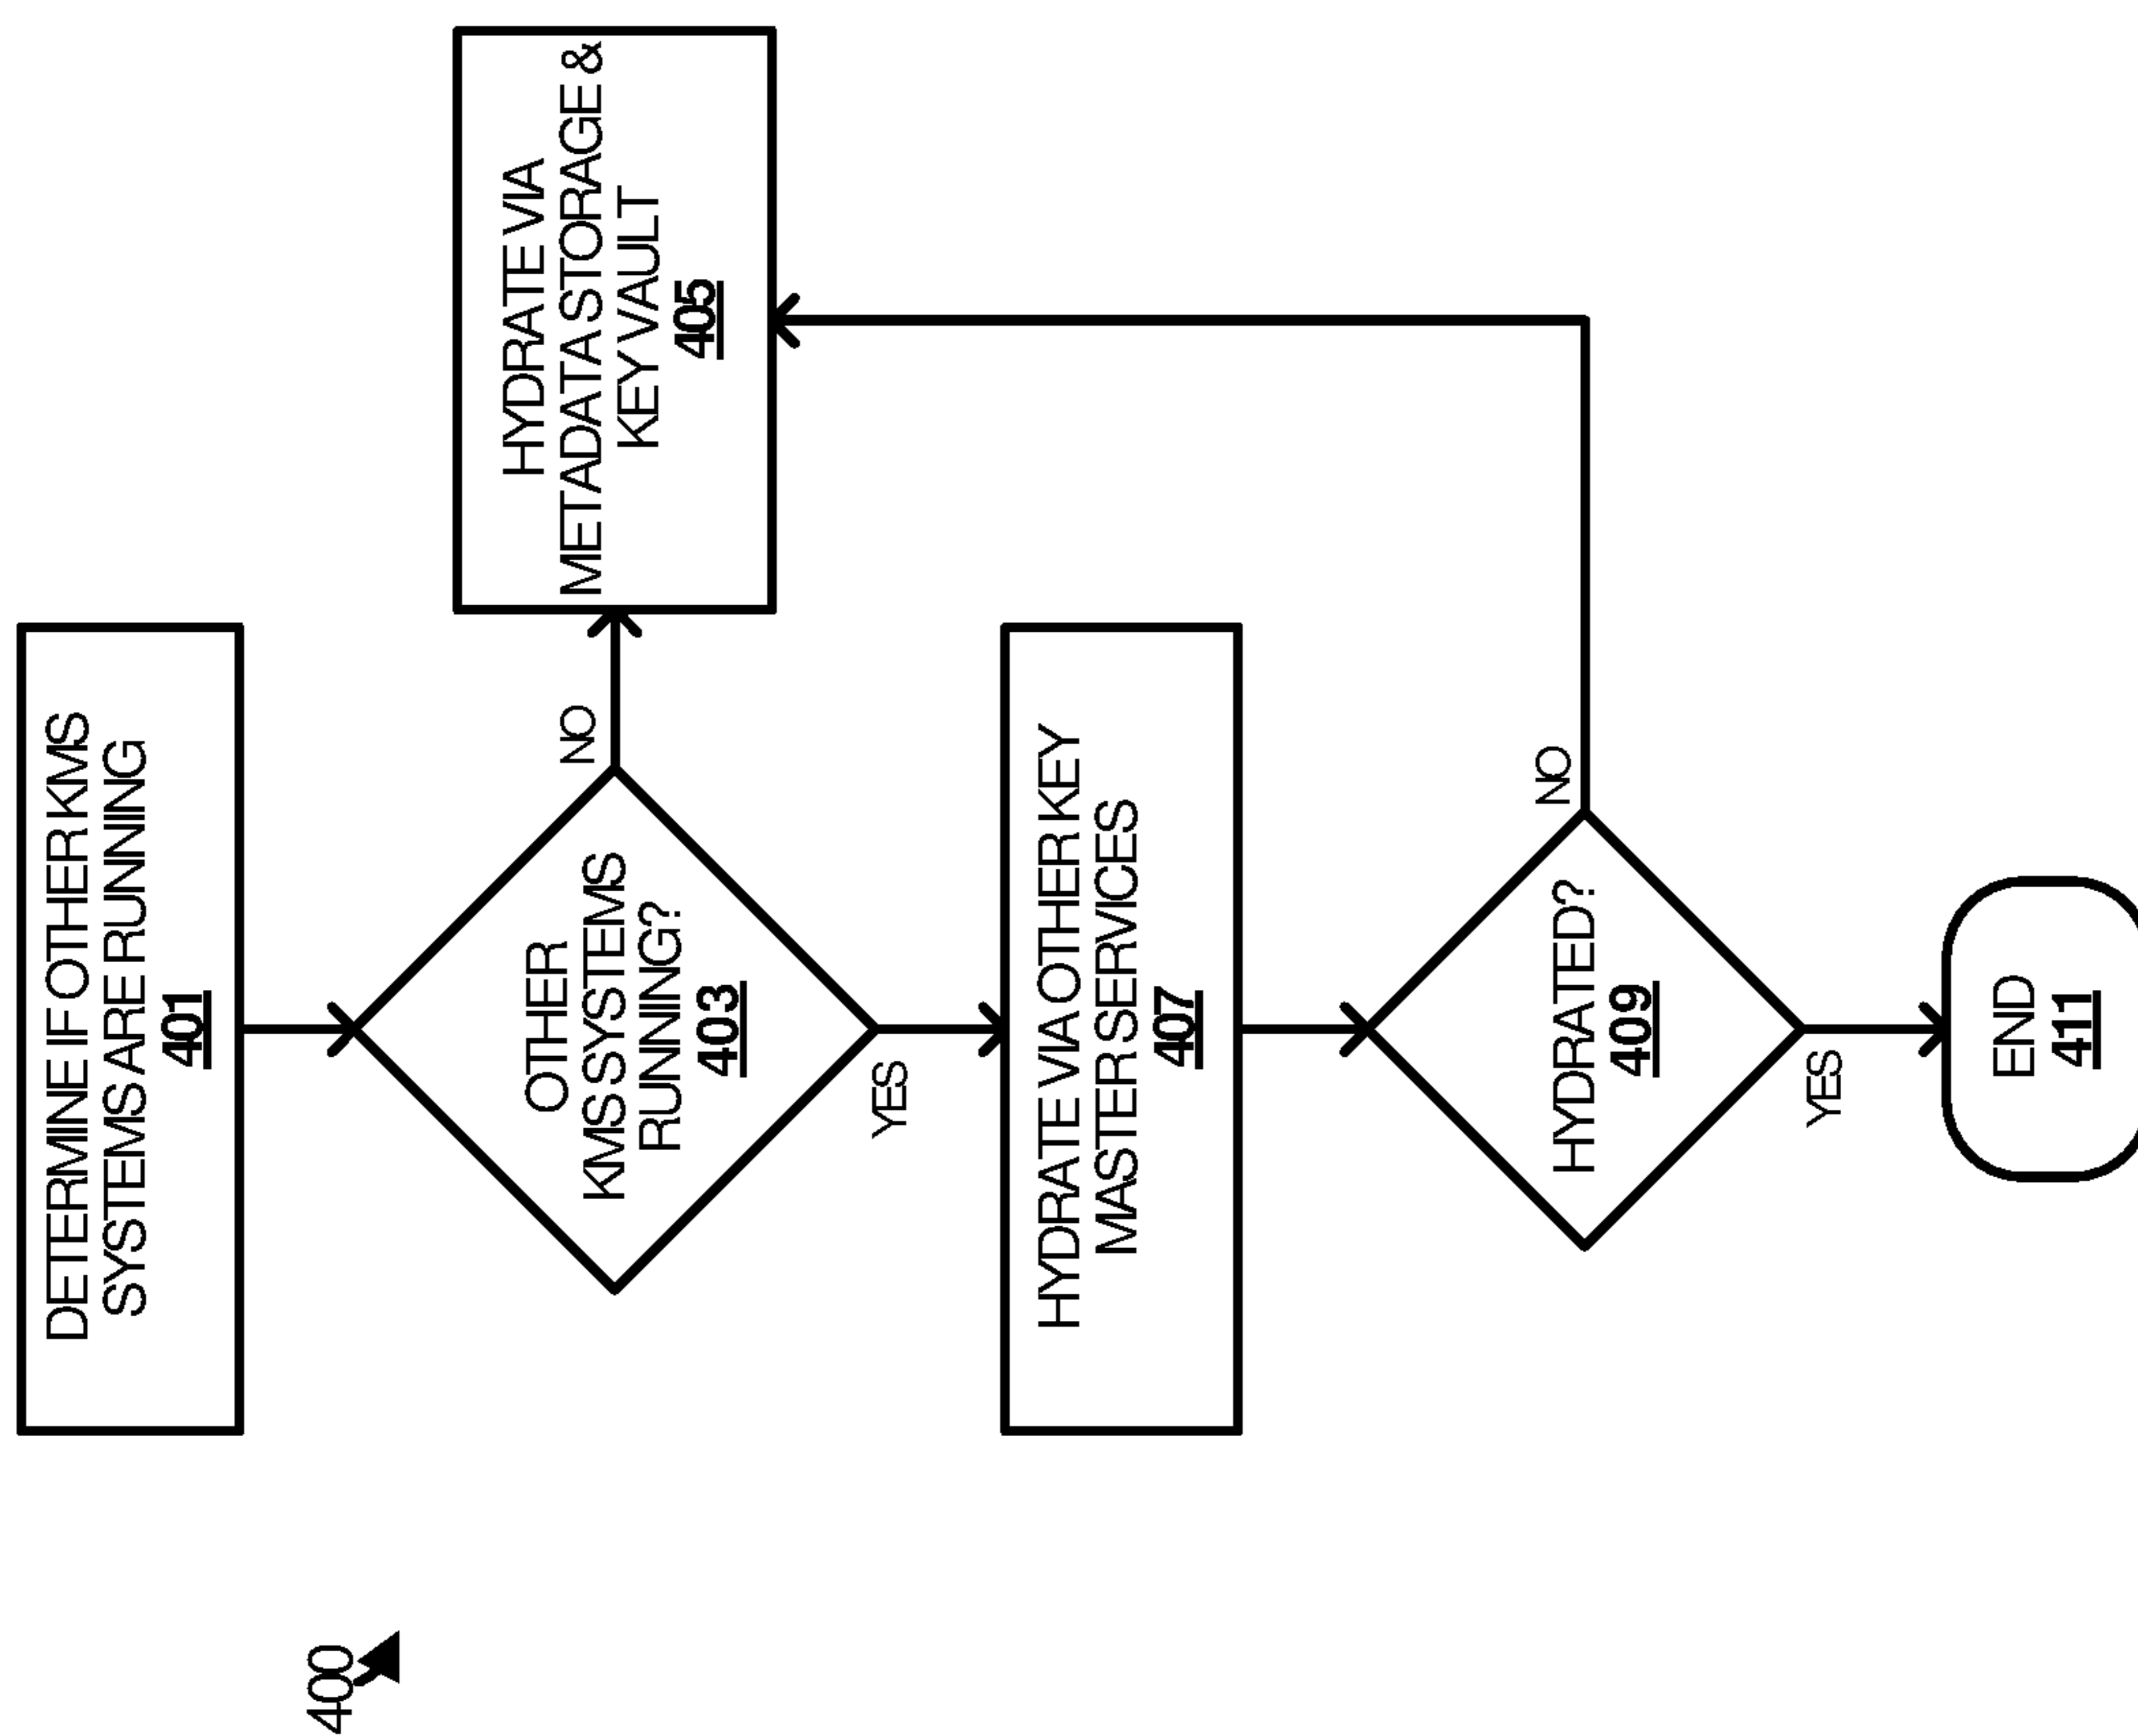 400
DETERMINE IF OTHER KMS
SYSTEMS ARE RUNNING
401
OTHER
KMS SYSTEMS
RUNNING?
403
NO
HYDRATE VIA
METADATA STORAGE &
KEY VAULT
405
YES
HYDRATE VIA OTHER KEY
MASTER SERVICES
407
HYDRATED?
409
NO
YES
END
411